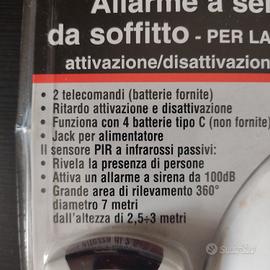 Allarme a
da soffitto - PER LA
attivazione/disattivazion
• 2 telecomandi (batterie fornite)
• Ritardo attivazione e disattivazione
• Funziona con 4 batterie tipo C (non fornite)
• Jack per alimentatore
Il sensore PIR a infrarossi passivi:
• Rivela la presenza di persone
• Attiva un allarme a sirena da 100dB
• Grande area di rilevamento 360°
diametro 7 metri
dall'altezza di 2,5÷3 metri
subito